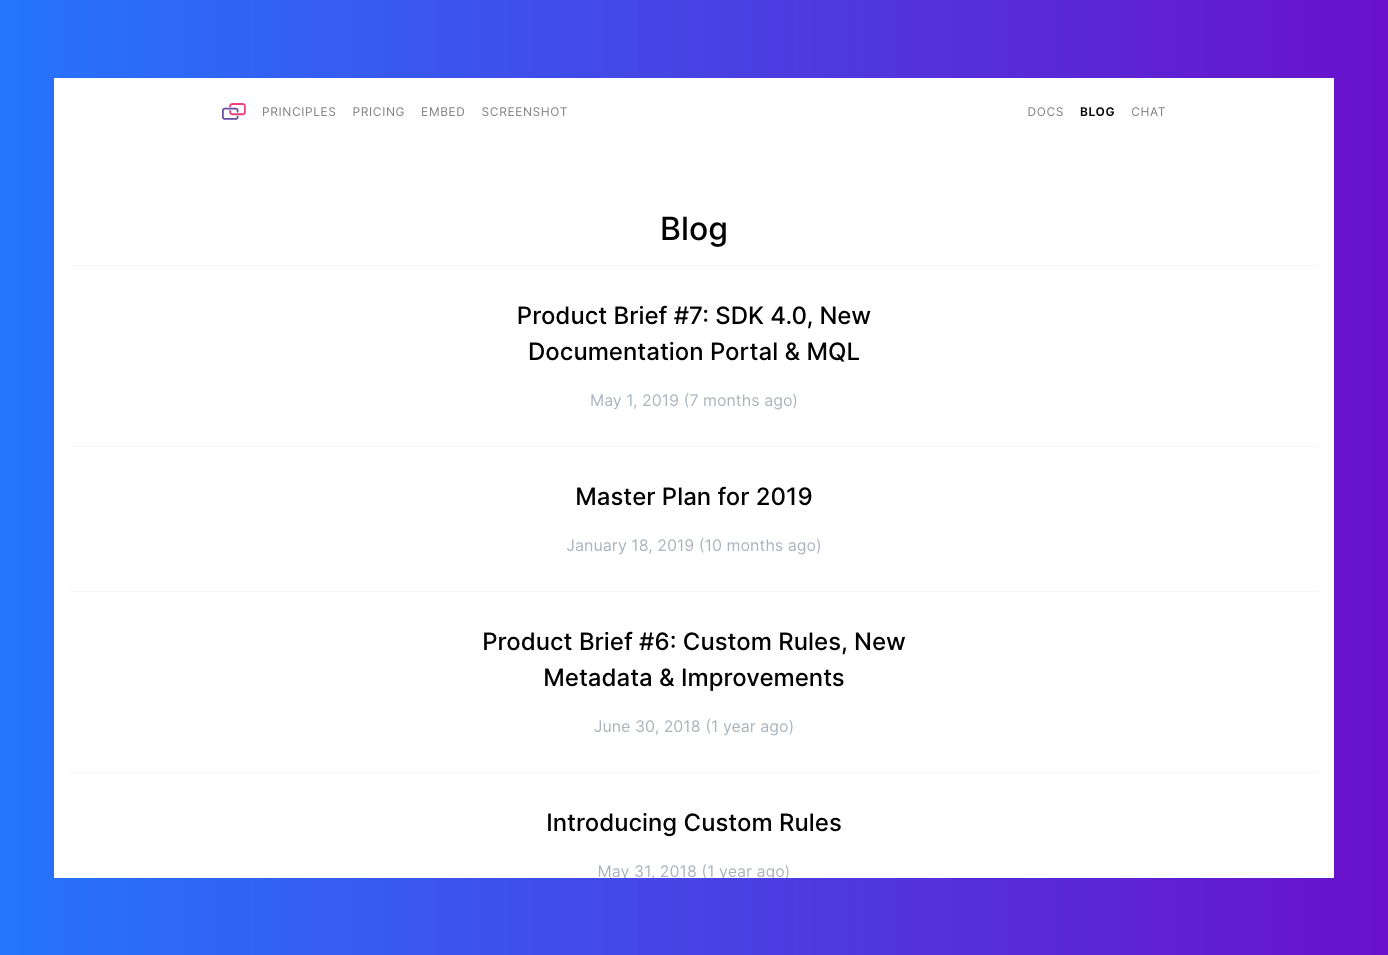 PRINCIPLES PRICING EMBED SCREENSHOT DOCS BLOG CHAT
Blog
Product Brief #7: SDK 4.0, New
Documentation Portal & MQL
May 1, 2019 (7 months ago)
Master Plan for 2019
January 18, 2019 (10 months ago)
Product Brief #6: Custom Rules, New
Metadata & Improvements
June 30, 2018 (1 year ago)
Introducing Custom Rules
May 31, 2018 (1 year ago)